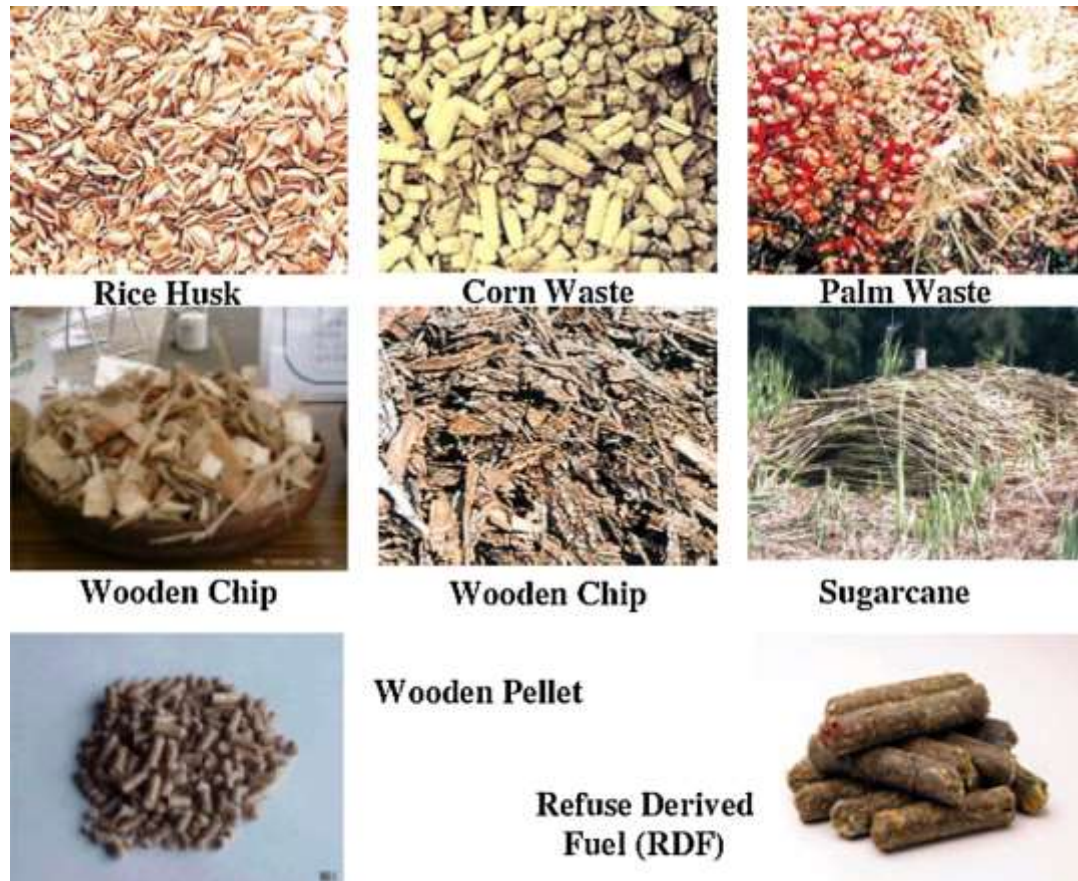 Rice Husk
Corn Waste
Palm Waste
Wooden Chip
Wooden Chip
Sugarcane
Wooden Pellet
Refuse Derived
Fuel (RDF)